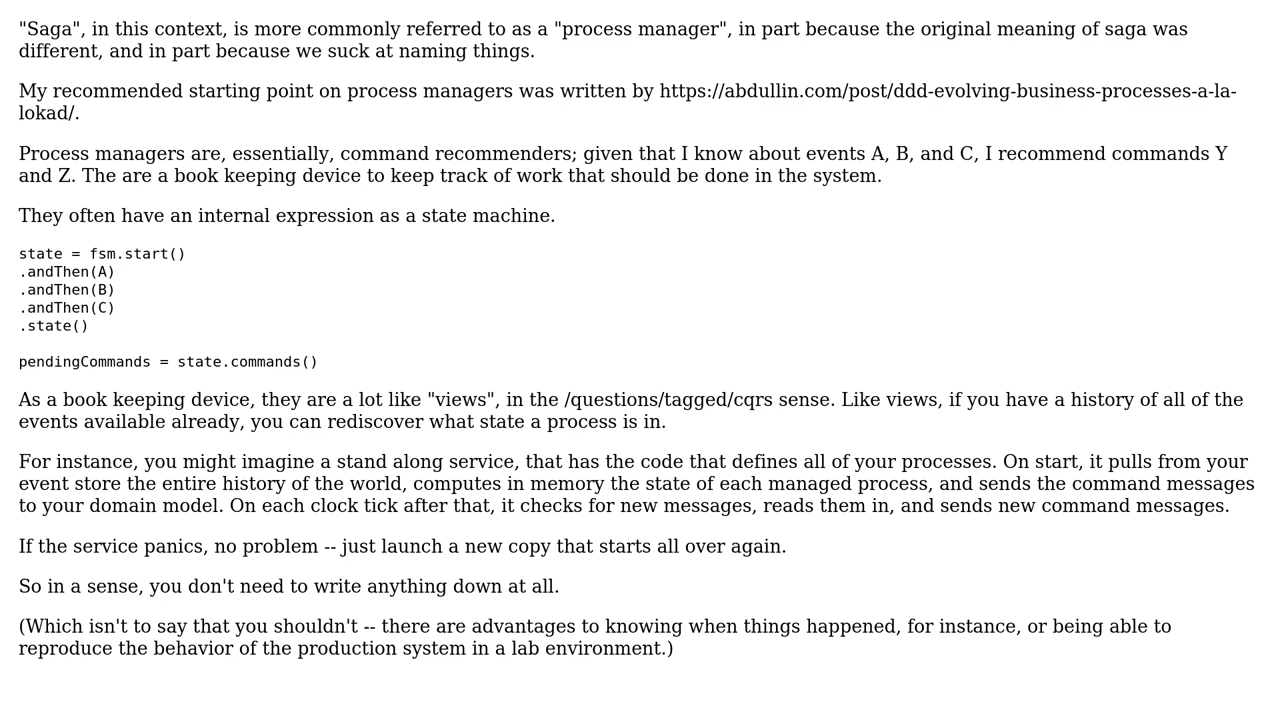 "Saga", in this context, is more commonly referred to as a "process manager", in part because the original meaning of saga was
different, and in part because we suck at naming things.
My recommended starting point on process managers was written by https://abdullin.com/post/ddd-evolving-business-processes-a-la-
lokad/.
Process managers are, essentially, command recommenders; given that I know about events A, B, and C, I recommend commands Y
and Z. The are a book keeping device to keep track of work that should be done in the system.
They often have an internal expression as a state machine.
state = fsm.start()
.andThen(A)
.andThen(B)
.andThen(C)
.state()
pendingCommands = state.commands()
As a book keeping device, they are a lot like "views", in the /questions/tagged/cqrs sense. Like views, if you have a history of all of the
events available already, you can rediscover what state a process is in.
For instance, you might imagine a stand along service, that has the code that defines all of your processes. On start, it pulls from your
event store the entire history of the world, computes in memory the state of each managed process, and sends the command messages
to your domain model. On each clock tick after that, it checks for new messages, reads them in, and sends new command messages.
If the service panics, no problem -- just launch a new copy that starts all over again.
So in a sense, you don't need to write anything down at all.
(Which isn't to say that you shouldn't -- there are advantages to knowing when things happened, for instance, or being able to
reproduce the behavior of the production system in a lab environment.)